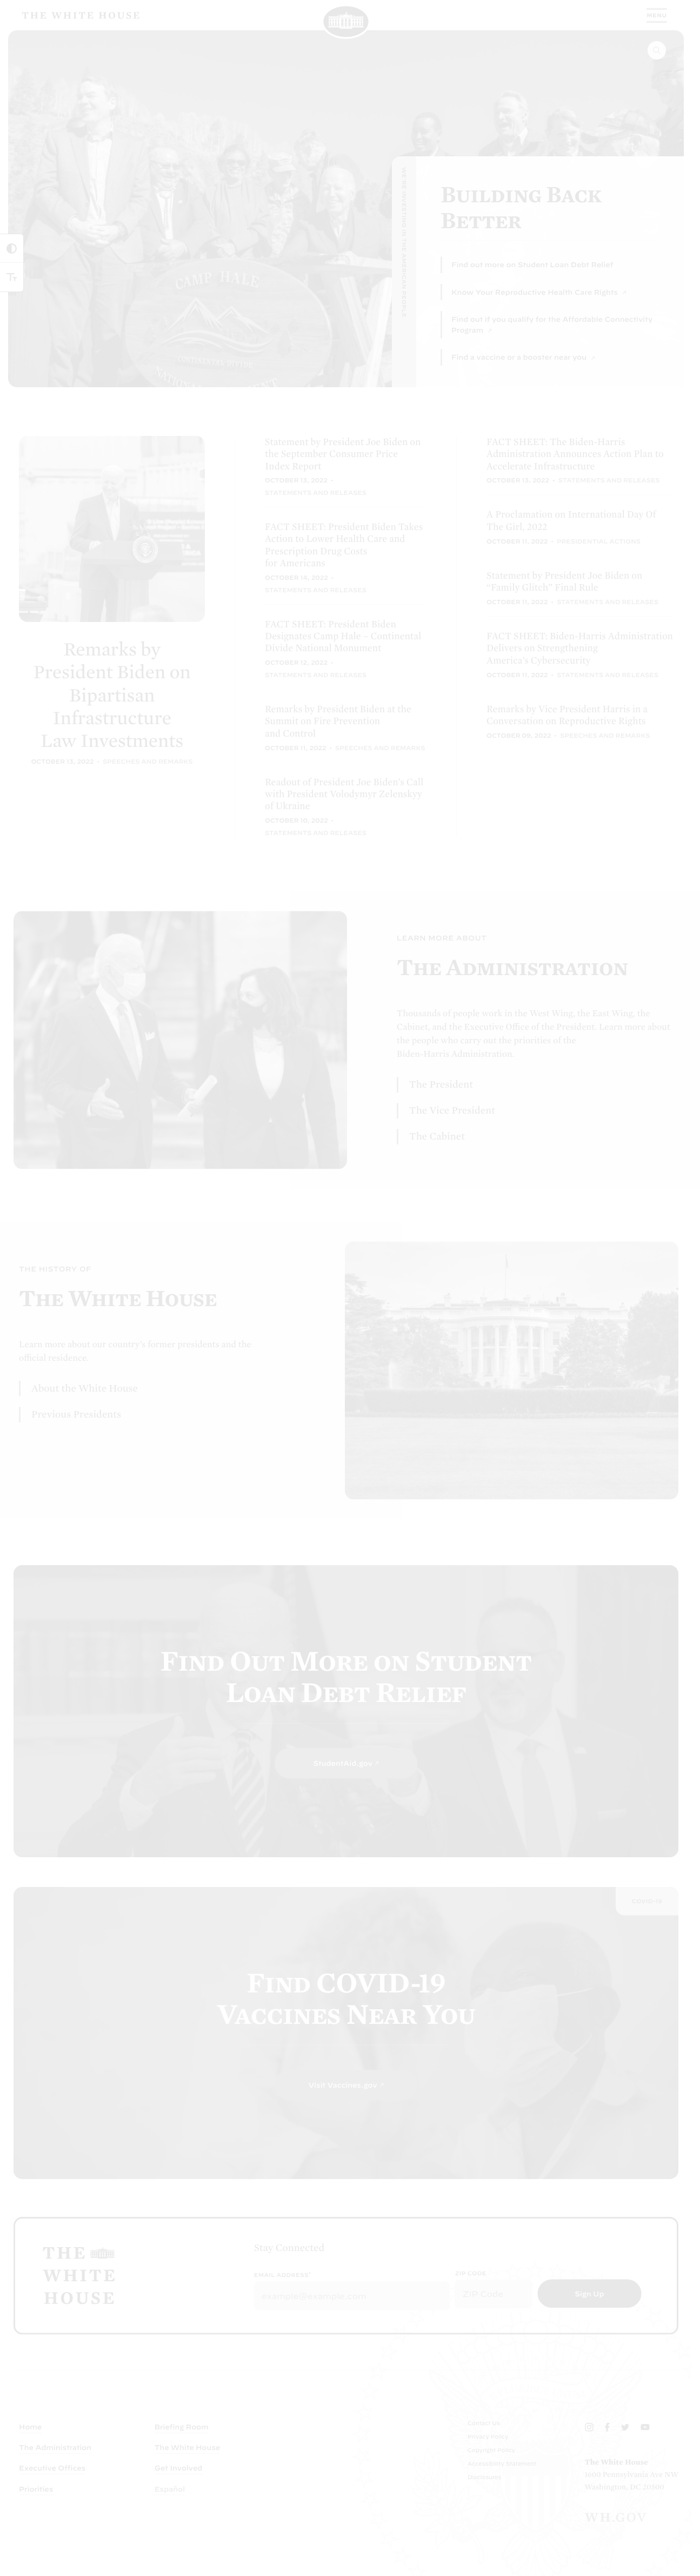 THE WHITE HOUSE
MENU
CAMP HALE
BUILDING BACK
BETTER
Find out more on Student Loan Debt Relief
Know Your Reproductive Health Care Rights
Find out if you qualify for the Affordable Connectivity
Program
Find a vaccine or a booster near you
Remarks by
President Biden on
Bipartisan
Infrastructure
Law Investments
OCTOBER 13, 2022 • SPEECHES AND REMARKS
Statement by President Joe Biden on
the September Consumer Price
Index Report
OCTOBER 13, 2022 •
STATEMENTS AND RELEASES
FACT SHEET: President Biden Takes
Action to Lower Health Care and
Prescription Drug Costs
for Americans
OCTOBER 14, 2022 •
STATEMENTS AND RELEASES
FACT SHEET: President Biden
Designates Camp Hale – Continental
Divide National Monument
OCTOBER 12, 2022 •
STATEMENTS AND RELEASES
Remarks by President Biden at the
Summit on Fire Prevention
and Control
OCTOBER 11, 2022 • SPEECHES AND REMARKS
Readout of President Joe Biden's Call
with President Volodymyr Zelenskyy
of Ukraine
OCTOBER 10, 2022 •
STATEMENTS AND RELEASES
FACT SHEET: The Biden-Harris
Administration Announces Action Plan to
Accelerate Infrastructure
OCTOBER 13, 2022 • STATEMENTS AND RELEASES
A Proclamation on International Day Of
The Girl, 2022
OCTOBER 11, 2022 • PRESIDENTIAL ACTIONS
Statement by President Joe Biden on
“Family Glitch” Final Rule
OCTOBER 11, 2022 • STATEMENTS AND RELEASES
FACT SHEET: Biden-Harris Administration
Delivers on Strengthening
America's Cybersecurity
OCTOBER 11, 2022 • STATEMENTS AND RELEASES
Remarks by Vice President Harris in a
Conversation on Reproductive Rights
OCTOBER 09, 2022 • SPEECHES AND REMARKS
LEARN MORE ABOUT
THE ADMINISTRATION
Thousands of people work in the West Wing, the East Wing, the
Cabinet, and the Executive Office of the President. Learn more about
the people who carry out the priorities of the
Biden-Harris Administration.
The President
The Vice President
The Cabinet
THE HISTORY OF
THE WHITE HOUSE
Learn more about our country's former presidents and the
official residence.
About the White House
Previous Presidents
FIND OUT MORE ON STUDENT
LOAN DEBT RELIEF
StudentAid.gov
COVID-19
FIND COVID-19
VACCINES NEAR YOU
Visit Vaccines.gov
THE
WHITE
HOUSE
Stay Connected
EMAIL ADDRESS*
example@example.com
ZIP CODE
ZIP Code
Sign Up
Home
The Administration
Executive Offices
Priorities
Briefing Room
The White House
Get Involved
Español
Contact Us
Privacy Policy
Copyright Policy
Accessibility Statement
The White House
1600 Pennsylvania Ave NW
Washington, DC 20500
WH.GOV